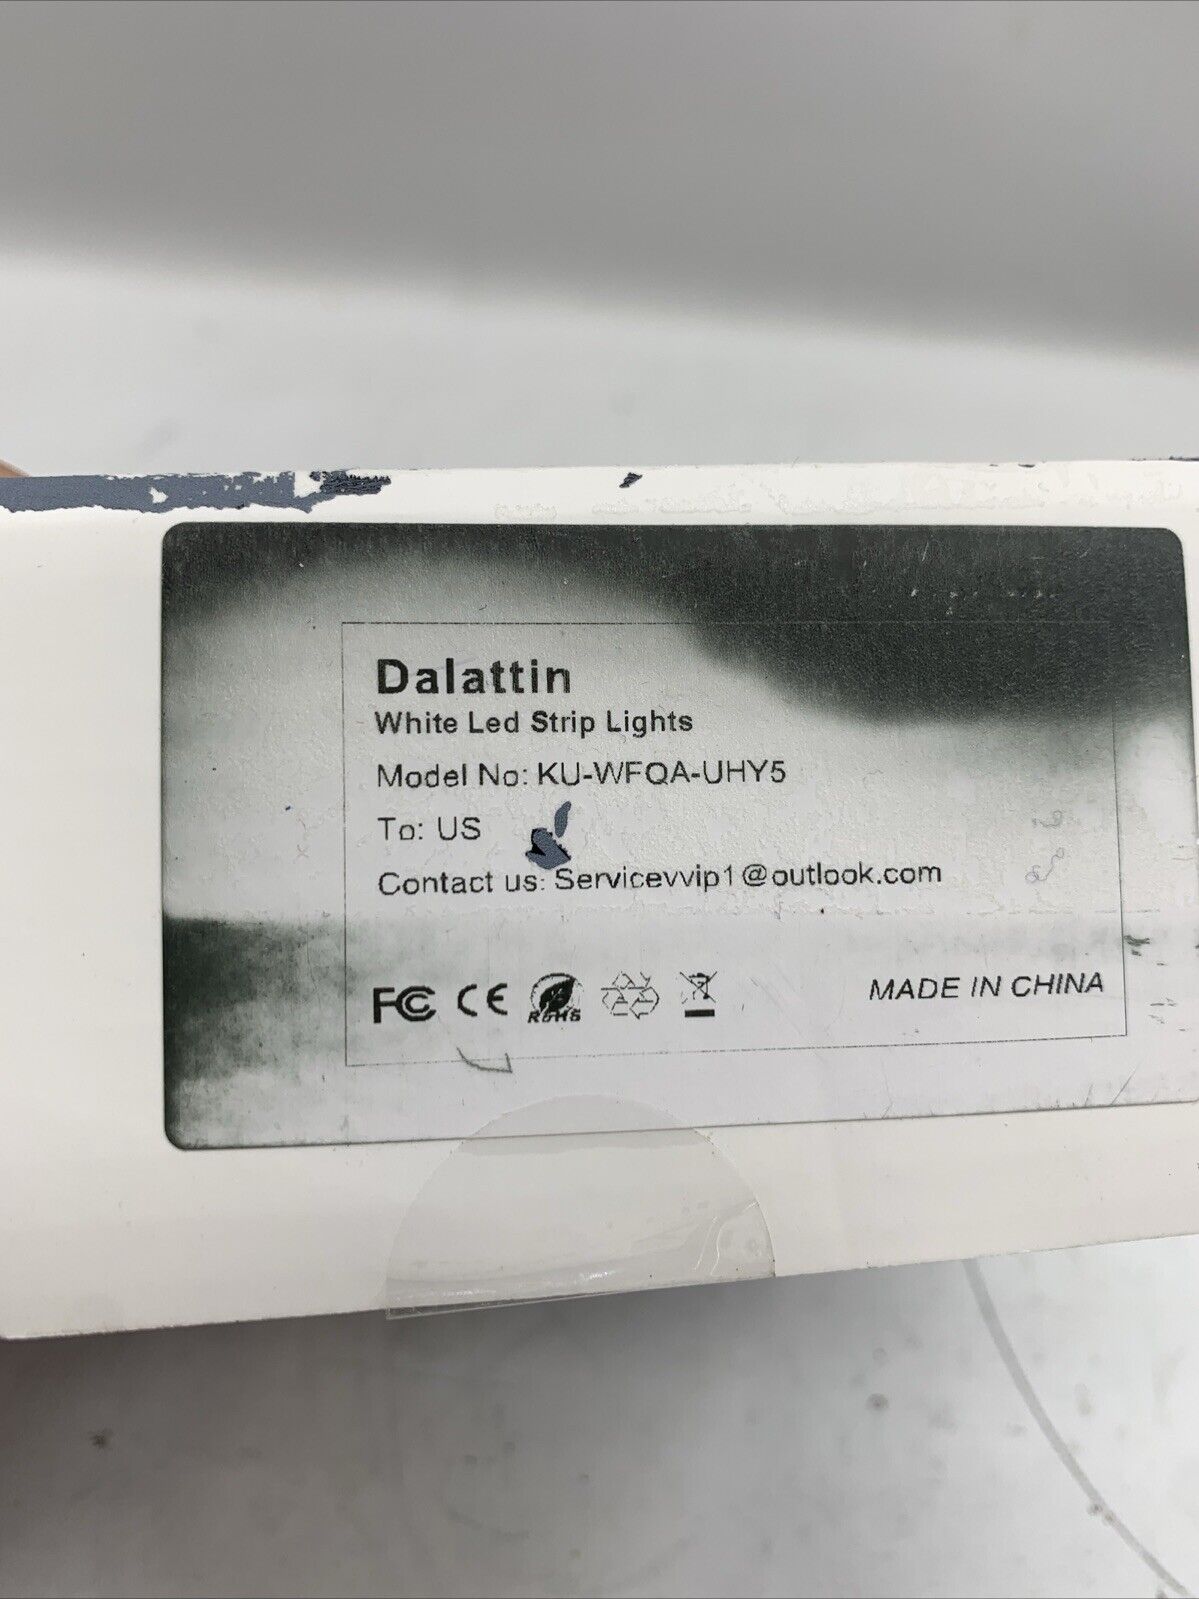 Dalattin
White Led Strip Lights
Model No: KU-WFQA-UHY5
To: US
Contact us: Servicevvip1@outlook.com
FC CE RoHS
MADE IN CHINA